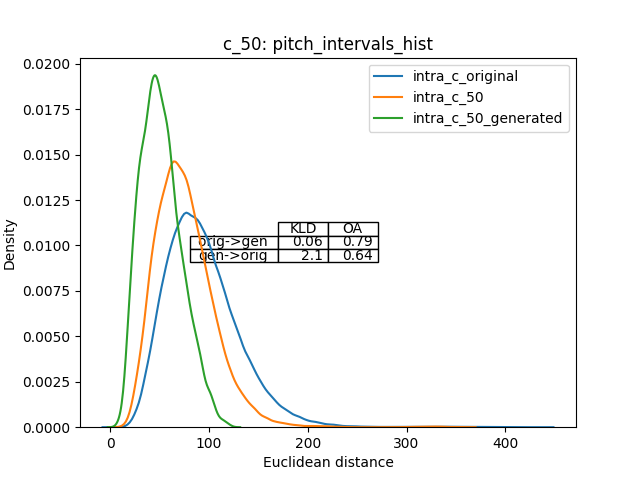 c_50: pitch_intervals_hist
0.0200
0.0175
0.0150
0.0125
0.0100
0.0075
0.0050
0.0025
0.0000
Density
intra_c_original
intra_c_50
intra_c_50_generated
KLD OA
orig->gen 0.06 0.79
gen->orig 2.1 0.64
0 100 200 300 400
Euclidean distance